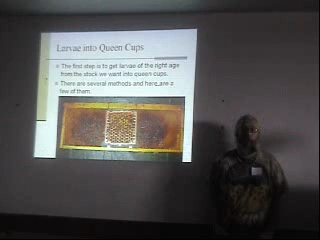 Larvae into Queen Cups
The first step is to get larvae of the right age
from the stock we want into queen cups.
There are several methods and here are a
few of them.